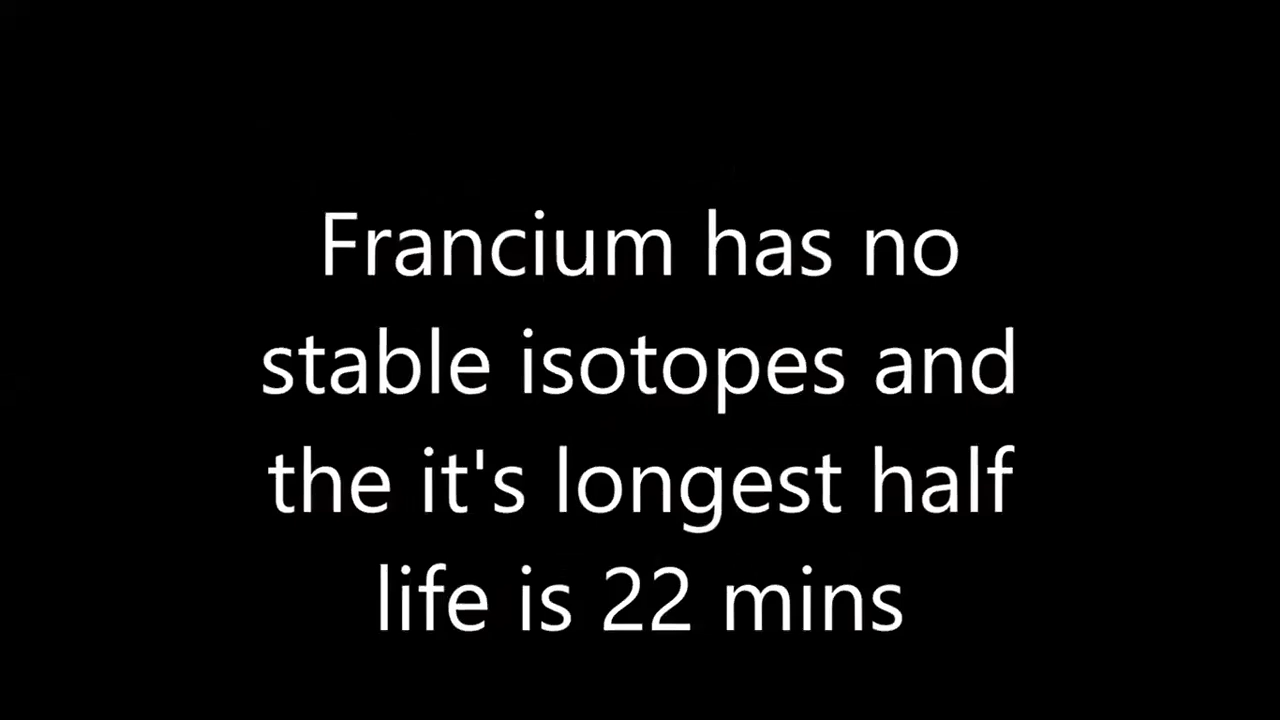 Francium has no
stable isotopes and
the it's longest half
life is 22 mins